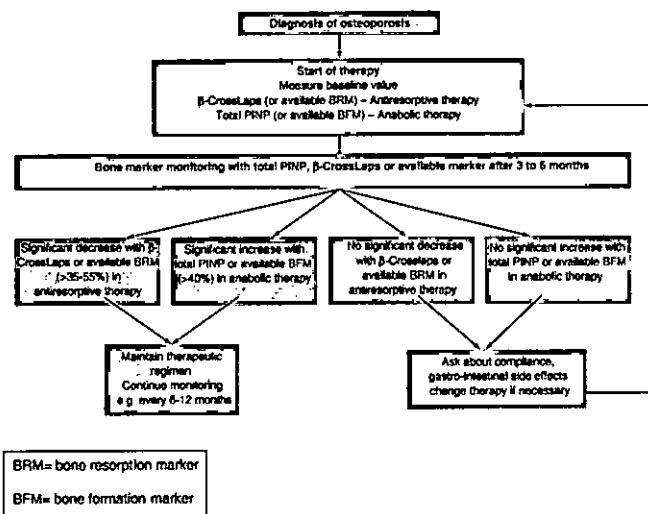 Diagnosis of osteoporosis
Start of therapy
Measure baseline value
β-CrossLaps (or available BRM) – Antiresorptive therapy
Total PINP (or available BFM) – Anabolic therapy
Bone marker monitoring with total PINP, β-CrossLaps or available marker after 3 to 6 months
Significant decrease with β-
CrossLaps or available BRM
(>35-55%) in
antiresorptive therapy
Significant increase with
total PINP or available BFM
(>40%) in anabolic therapy
No significant decrease
with β-Crosslaps or
available BRM in
antiresorptive therapy
No significant increase with
total PINP or available BFM
in anabolic therapy
Maintain therapeutic
regimen
Continue monitoring
e.g. every 6-12 months
Ask about compliance,
gastro-intestinal side effects
change therapy if necessary
BRM= bone resorption marker
BFM= bone formation marker